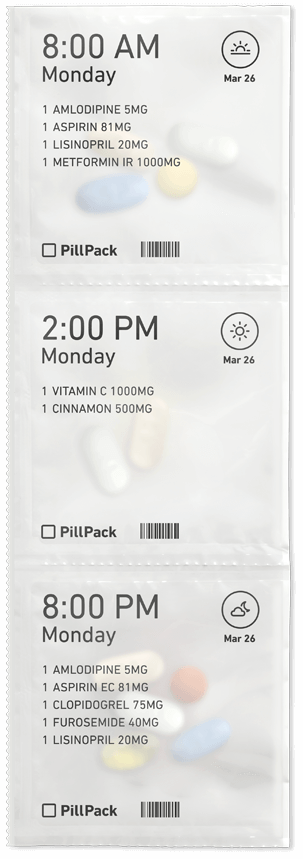 8:00 AM
Monday
Mar 26
1 AMLODIPINE 5MG
1 ASPIRIN 81MG
1 LISINOPRIL 20MG
1 METFORMIN IR 1000MG
PillPack
2:00 PM
Monday
Mar 26
1 VITAMIN C 1000MG
1 CINNAMON 500MG
PillPack
8:00 PM
Monday
Mar 26
1 AMLODIPINE 5MG
1 ASPIRIN EC 81MG
1 CLOPIDOGREL 75MG
1 FUROSEMIDE 40MG
1 LISINOPRIL 20MG
PillPack